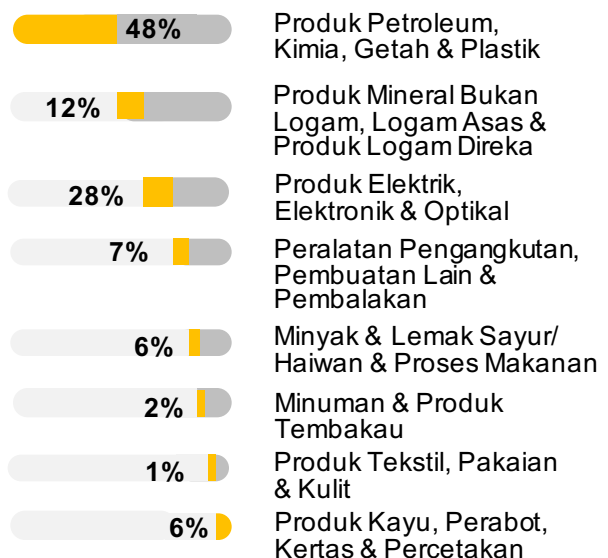 48%
Produk Petroleum,
Kimia, Getah & Plastik
12%
Produk Mineral Bukan
Logam, Logam Asas &
Produk Logam Direka
28%
Produk Elektrik,
Elektronik & Optikal
7%
Peralatan Pengangkutan,
Pembuatan Lain &
Pembalakan
6%
Minyak & Lemak Sayur/
Haiwan & Proses Makanan
2%
Minuman & Produk
Tembakau
1%
Produk Tekstil, Pakaian
& Kulit
6%
Produk Kayu, Perabot,
Kertas & Percetakan